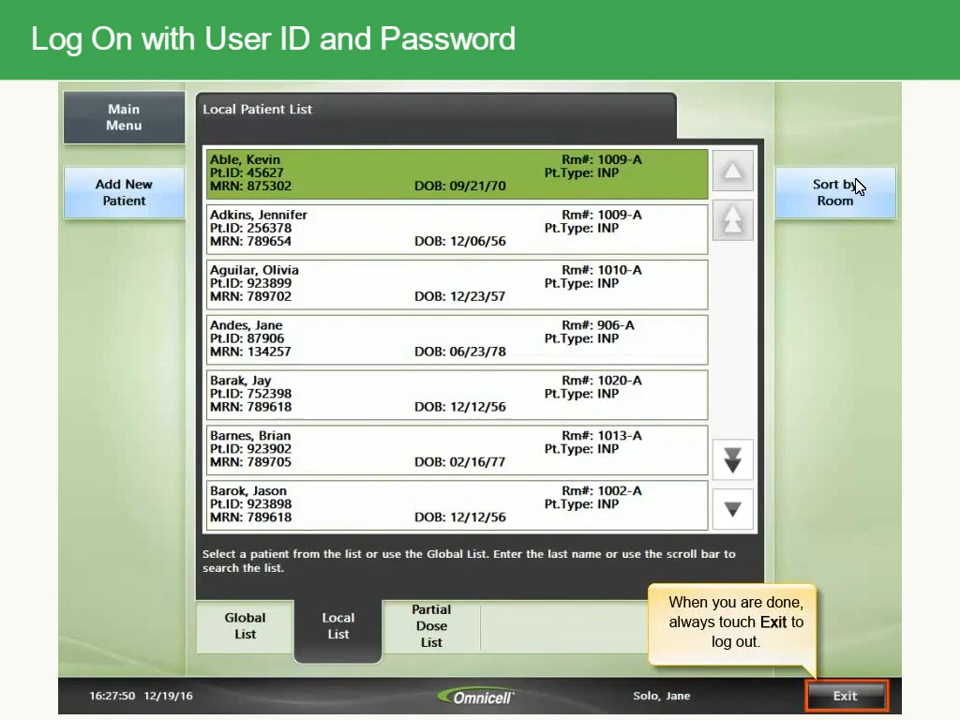 Log On with User ID and Password
Main
Menu
Local Patient List
Add New
Patient
Able, Kevin Rm#: 1009-A
Pt.ID: 45627 Pt.Type: INP
MRN: 875302 DOB: 09/21/70
Adkins, Jennifer Rm#: 1009-A
Pt.ID: 256378 Pt.Type: INP
MRN: 789654 DOB: 12/06/56
Aguilar, Olivia Rm#: 1010-A
Pt.ID: 923899 Pt.Type: INP
MRN: 789702 DOB: 12/23/57
Andes, Jane Rm#: 906-A
Pt.ID: 87906 Pt.Type: INP
MRN: 134257 DOB: 06/23/78
Barak, Jay Rm#: 1020-A
Pt.ID: 752398 Pt.Type: INP
MRN: 789618 DOB: 12/12/56
Barnes, Brian Rm#: 1013-A
Pt.ID: 923902 Pt.Type: INP
MRN: 789705 DOB: 02/16/77
Barok, Jason Rm#: 1002-A
Pt.ID: 923898 Pt.Type: INP
MRN: 789618 DOB: 12/12/56
Sort by
Room
Select a patient from the list or use the Global List. Enter the last name or use the scroll bar to
search the list.
Global
List
Local
List
Partial
Dose
List
When you are done,
always touch Exit to
log out.
16:27:50 12/19/16
Omnicell
Solo, Jane
Exit